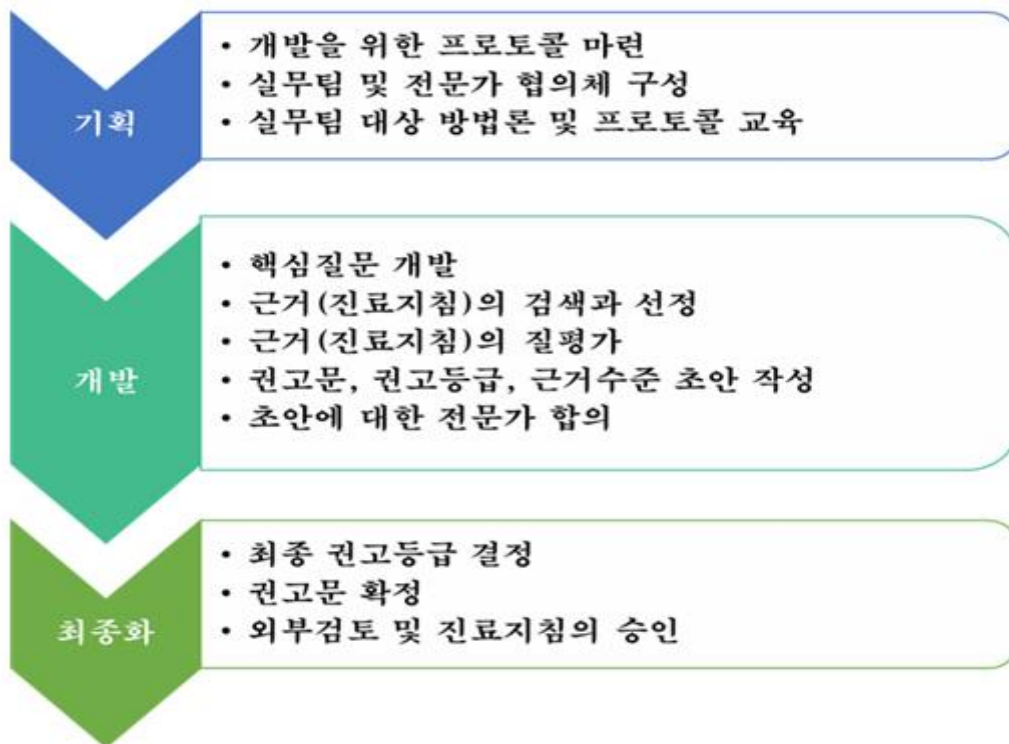 기획
• 개발을 위한 프로토콜 마련
• 실무팀 및 전문가 협의체 구성
• 실무팀 대상 방법론 및 프로토콜 교육
개발
• 핵심질문 개발
• 근거(진료지침)의 검색과 선정
• 근거(진료지침)의 질평가
• 권고문, 권고등급, 근거수준 초안 작성
• 초안에 대한 전문가 합의
최종화
• 최종 권고등급 결정
• 권고문 확정
• 외부검토 및 진료지침의 승인